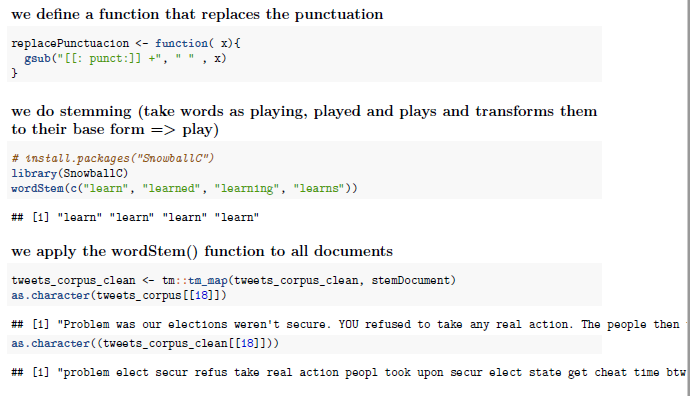 we define a function that replaces the punctuation
replacePunctuacion <- function( x){
gsub("[[: punct:]] +", " " , x)
}
we do stemming (take words as playing, played and plays and transforms them
to their base form => play)
# install.packages("SnowballC")
library(SnowballC)
wordStem(c("learn", "learned", "learning", "learns"))
## [1] "learn" "learn" "learn" "learn"
we apply the wordStem() function to all documents
tweets_corpus_clean <- tm::tm_map(tweets_corpus_clean, stemDocument)
as.character(tweets_corpus[[18]])
## [1] "Problem was our elections weren't secure. YOU refused to take any real action. The people then
as.character((tweets_corpus_clean[[18]]))
## [1] "problem elect secur refus take real action peopl took upon secur elect state get cheat time btw